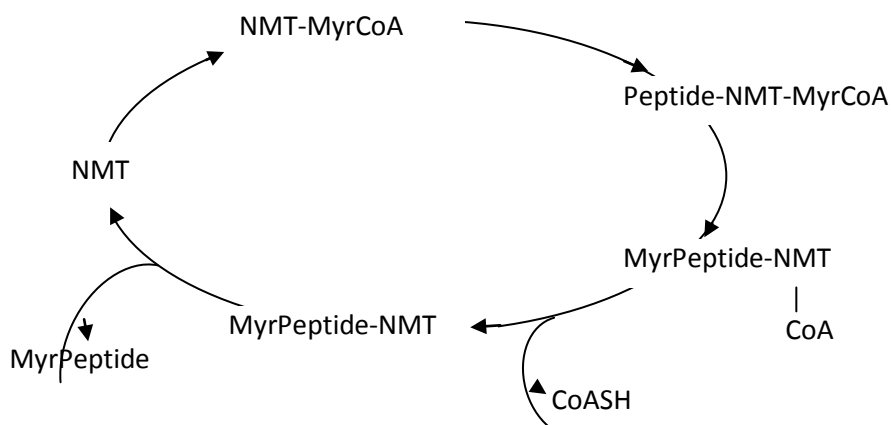 NMT-MyrCoA
Peptide-NMT-MyrCoA
NMT
MyrPeptide-NMT
|
CoA
MyrPeptide-NMT
MyrPeptide
CoASH